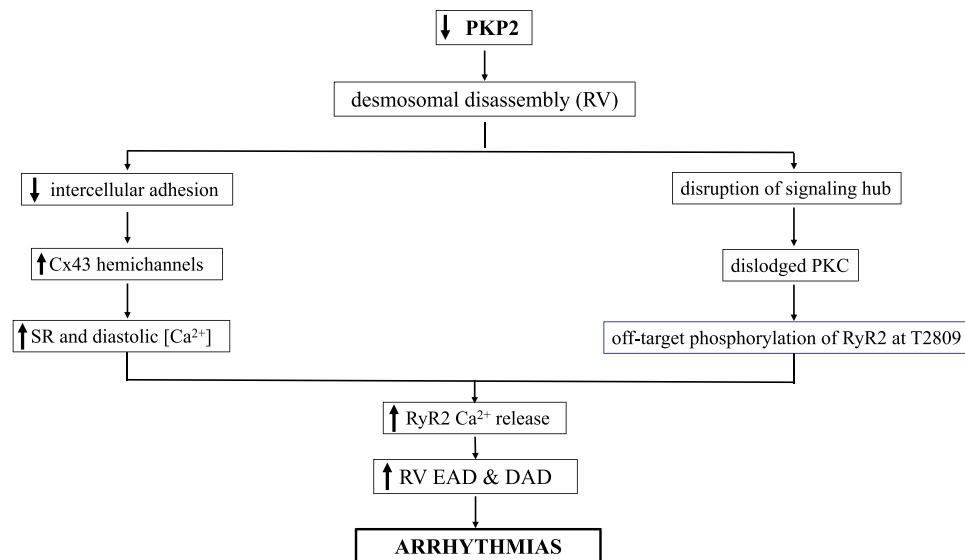 ↓ PKP2
desmosomal disassembly (RV)
↓ intercellular adhesion
disruption of signaling hub
↑ Cx43 hemichannels
dislodged PKC
↑ SR and diastolic [Ca²⁺]
off-target phosphorylation of RyR2 at T2809
↑ RyR2 Ca²⁺ release
↑ RV EAD & DAD
ARRHYTHMIAS